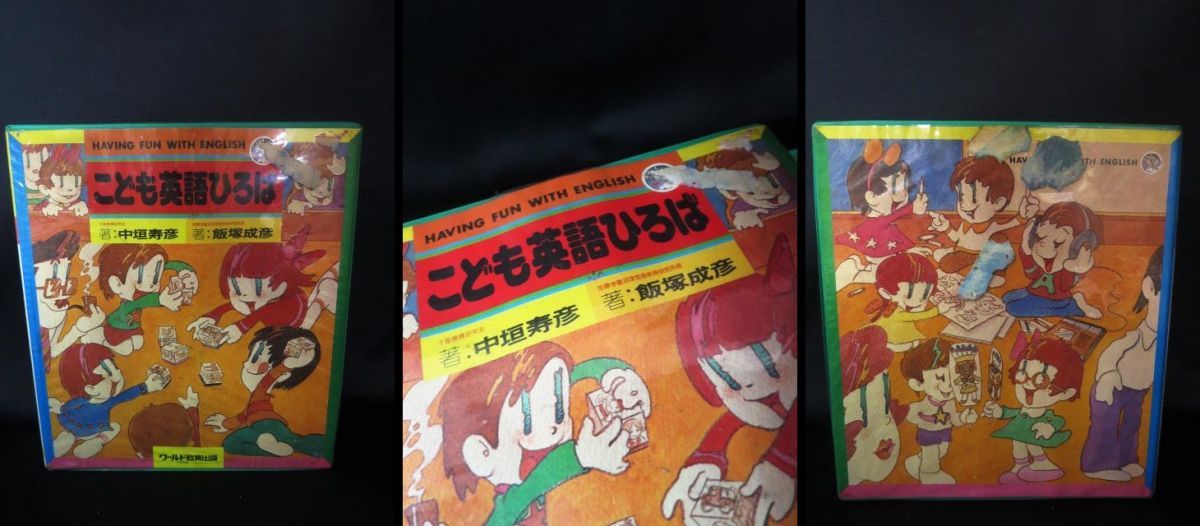 HAVING FUN WITH ENGLISH
こども英語ひろば
著:中垣寿彦
著:飯塚成彦
ワールド教育出版
HAVING FUN WITH ENGLISH
こども英語ひろば
著:中垣寿彦
著:飯塚成彦
HAV
TH ENGLISH